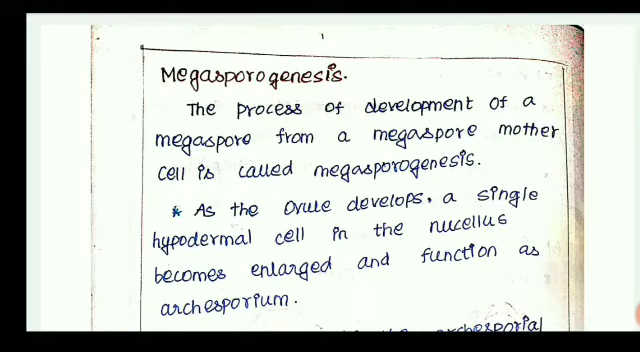 Megasporogenesis.
The process of development of a
megaspore from a megaspore mother
cell is called megasporogenesis.
* As the Ovule develops, a single
hypodermal cell in the nucellus
becomes enlarged and function as
archesporium.
archesporial